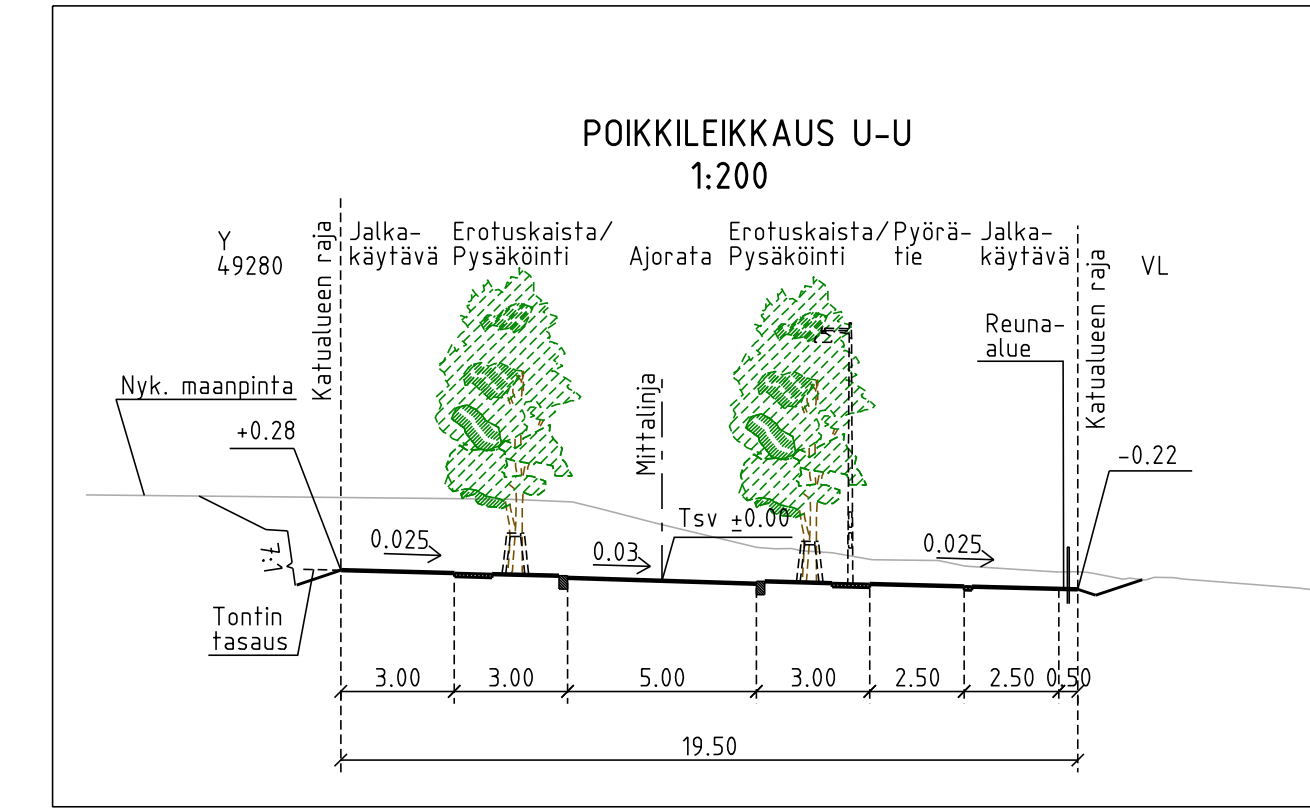 POIKKILEIKKAUS U-U
1:200
Y
49280
Katualueen raja
Jalka-
käytävä
Erotuskaista/
Pysäköinti
Ajorata
Erotuskaista/
Pysäköinti
Pyörä-
tie
Jalka-
käytävä
Katualueen raja
VL
Reuna-
alue
Nyk. maanpinta
+0.28
Mittalinja
-0.22
Tsv ±0.00
0.025
0.03
0.025
1:7
Tontin
tasaus
3.00
3.00
5.00
3.00
2.50
2.50
0.50
19.50